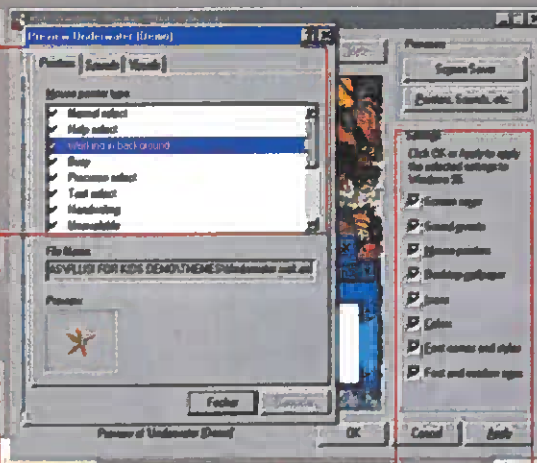 Preview Underwater (Demo)
Pointers Sounds Visuals
Mouse pointer type
Normal select
Help select
Working in background
Busy
Precision select
Text select
Handwriting
Unavailable
File Name:
Preview:
Preview of 'Underwater (Demo)'
Previews
Screen Saver
Pointers, Sounds, etc.
Settings
Click OK or Apply to apply
the selected settings to
Windows 95.
Screen saver
Sound events
Mouse pointers
Desktop wallpaper
Icons
Colors
Font names and styles
Font and window sizes
OK Cancel Apply